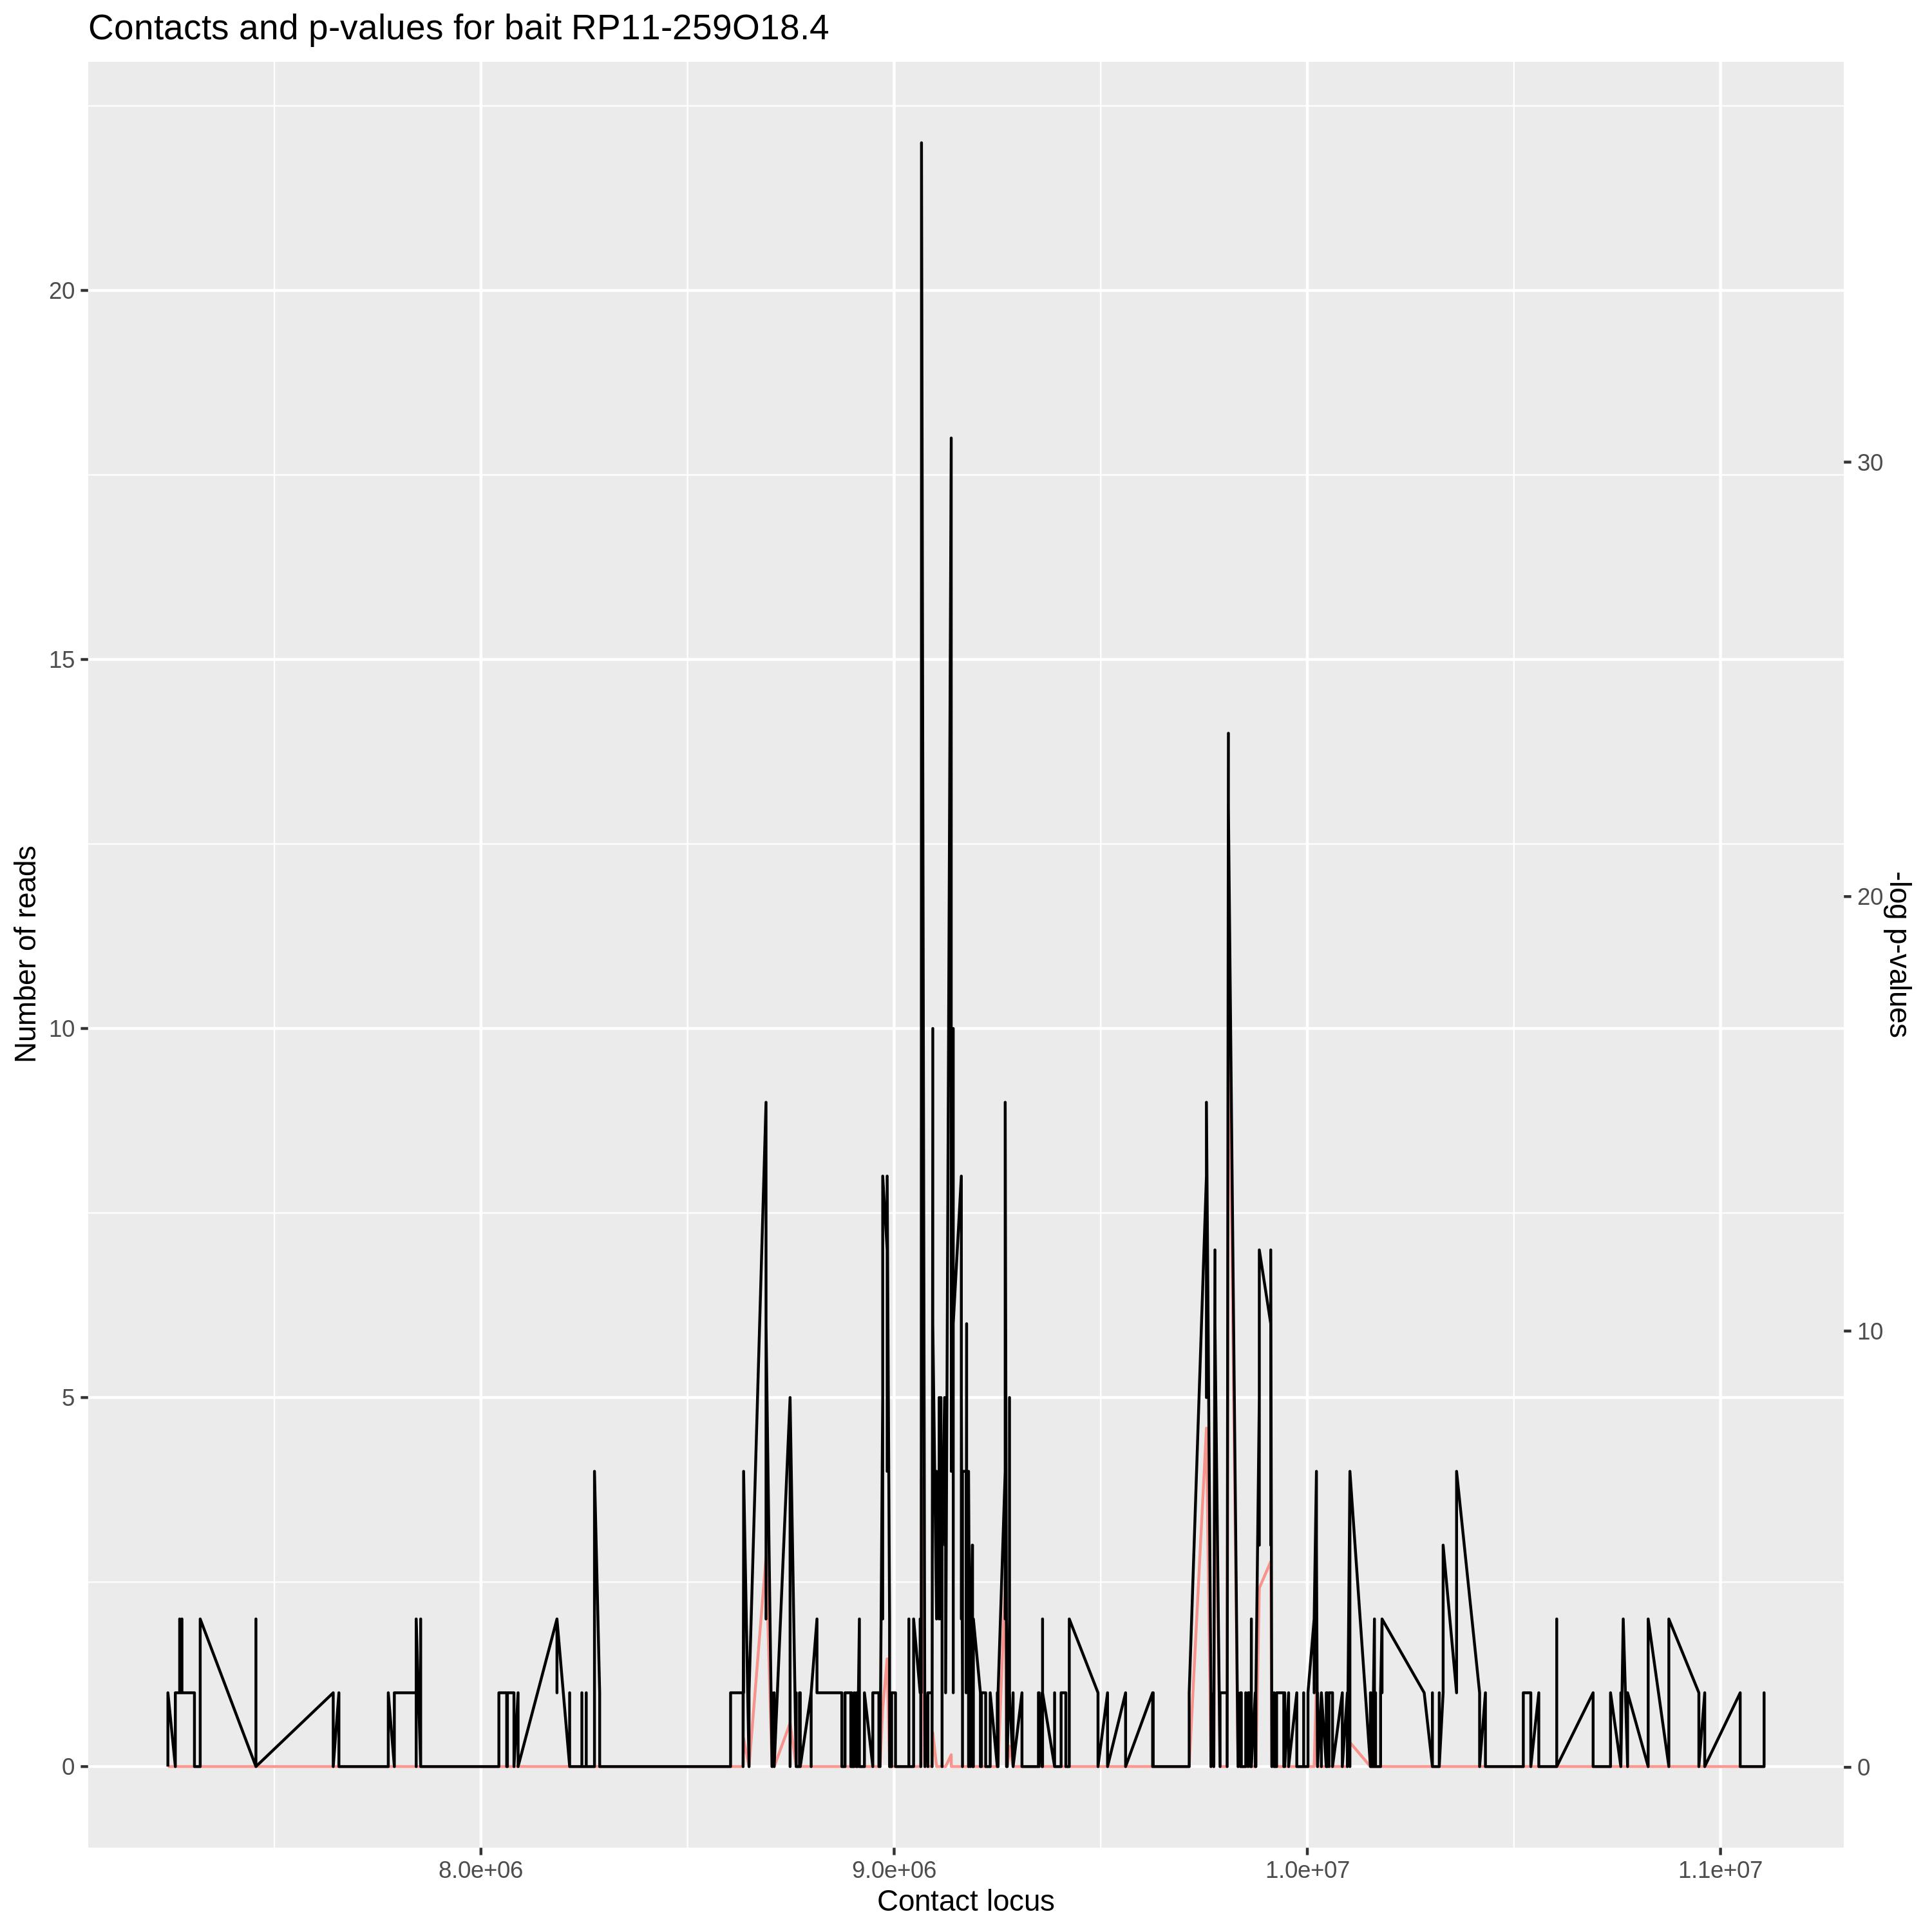 Contacts and p-values for bait RP11-259O18.4
Number of reads
20
15
10
5
0
30
20
10
0
-log p-values
8.0e+06
9.0e+06
1.0e+07
1.1e+07
Contact locus